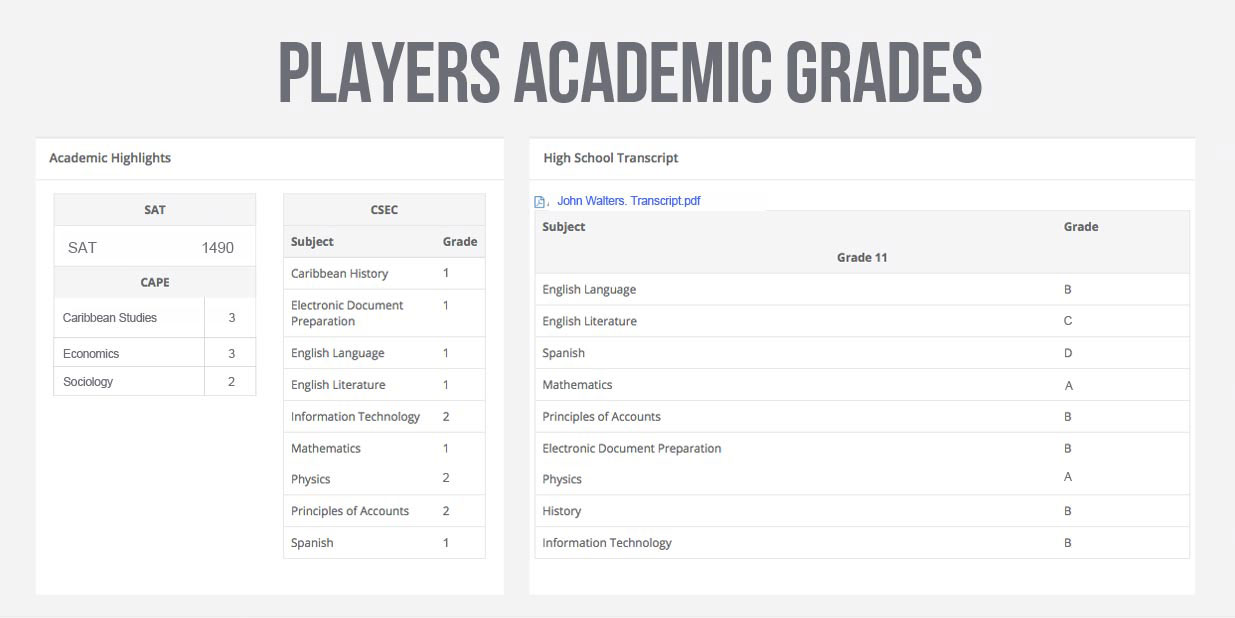 PLAYERS ACADEMIC GRADES
Academic Highlights
SAT
SAT 1490
CAPE
Caribbean Studies 3
Economics 3
Sociology 2
CSEC
Subject Grade
Caribbean History 1
Electronic Document 1
Preparation
English Language 1
English Literature 1
Information Technology 2
Mathematics 1
Physics 2
Principles of Accounts 2
Spanish 1
High School Transcript
, John Walters. Transcript.pdf
Subject Grade
Grade 11
English Language B
English Literature C
Spanish D
Mathematics A
Principles of Accounts B
Electronic Document Preparation B
Physics A
History B
Information Technology B